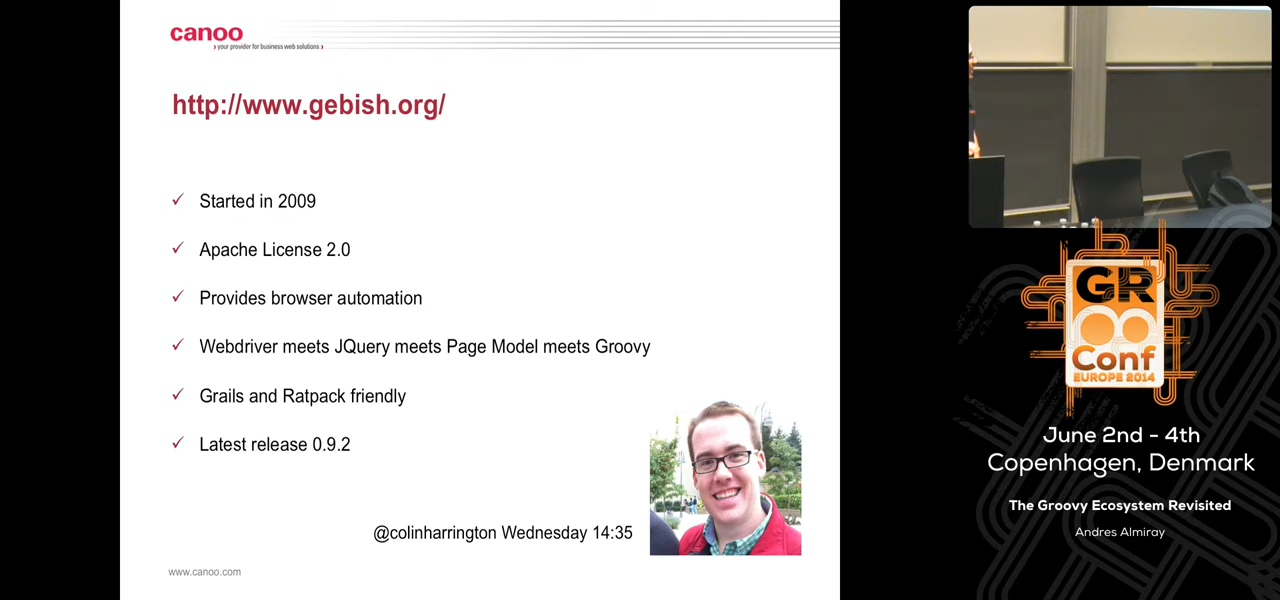 canoo
› your provider for business web solutions ›
http://www.gebish.org/
Started in 2009
Apache License 2.0
Provides browser automation
Webdriver meets JQuery meets Page Model meets Groovy
Grails and Ratpack friendly
Latest release 0.9.2
@colinharrington Wednesday 14:35
www.canoo.com
GR
Conf
EUROPE 2014
June 2nd - 4th
Copenhagen, Denmark
The Groovy Ecosystem Revisited
Andres Almiray